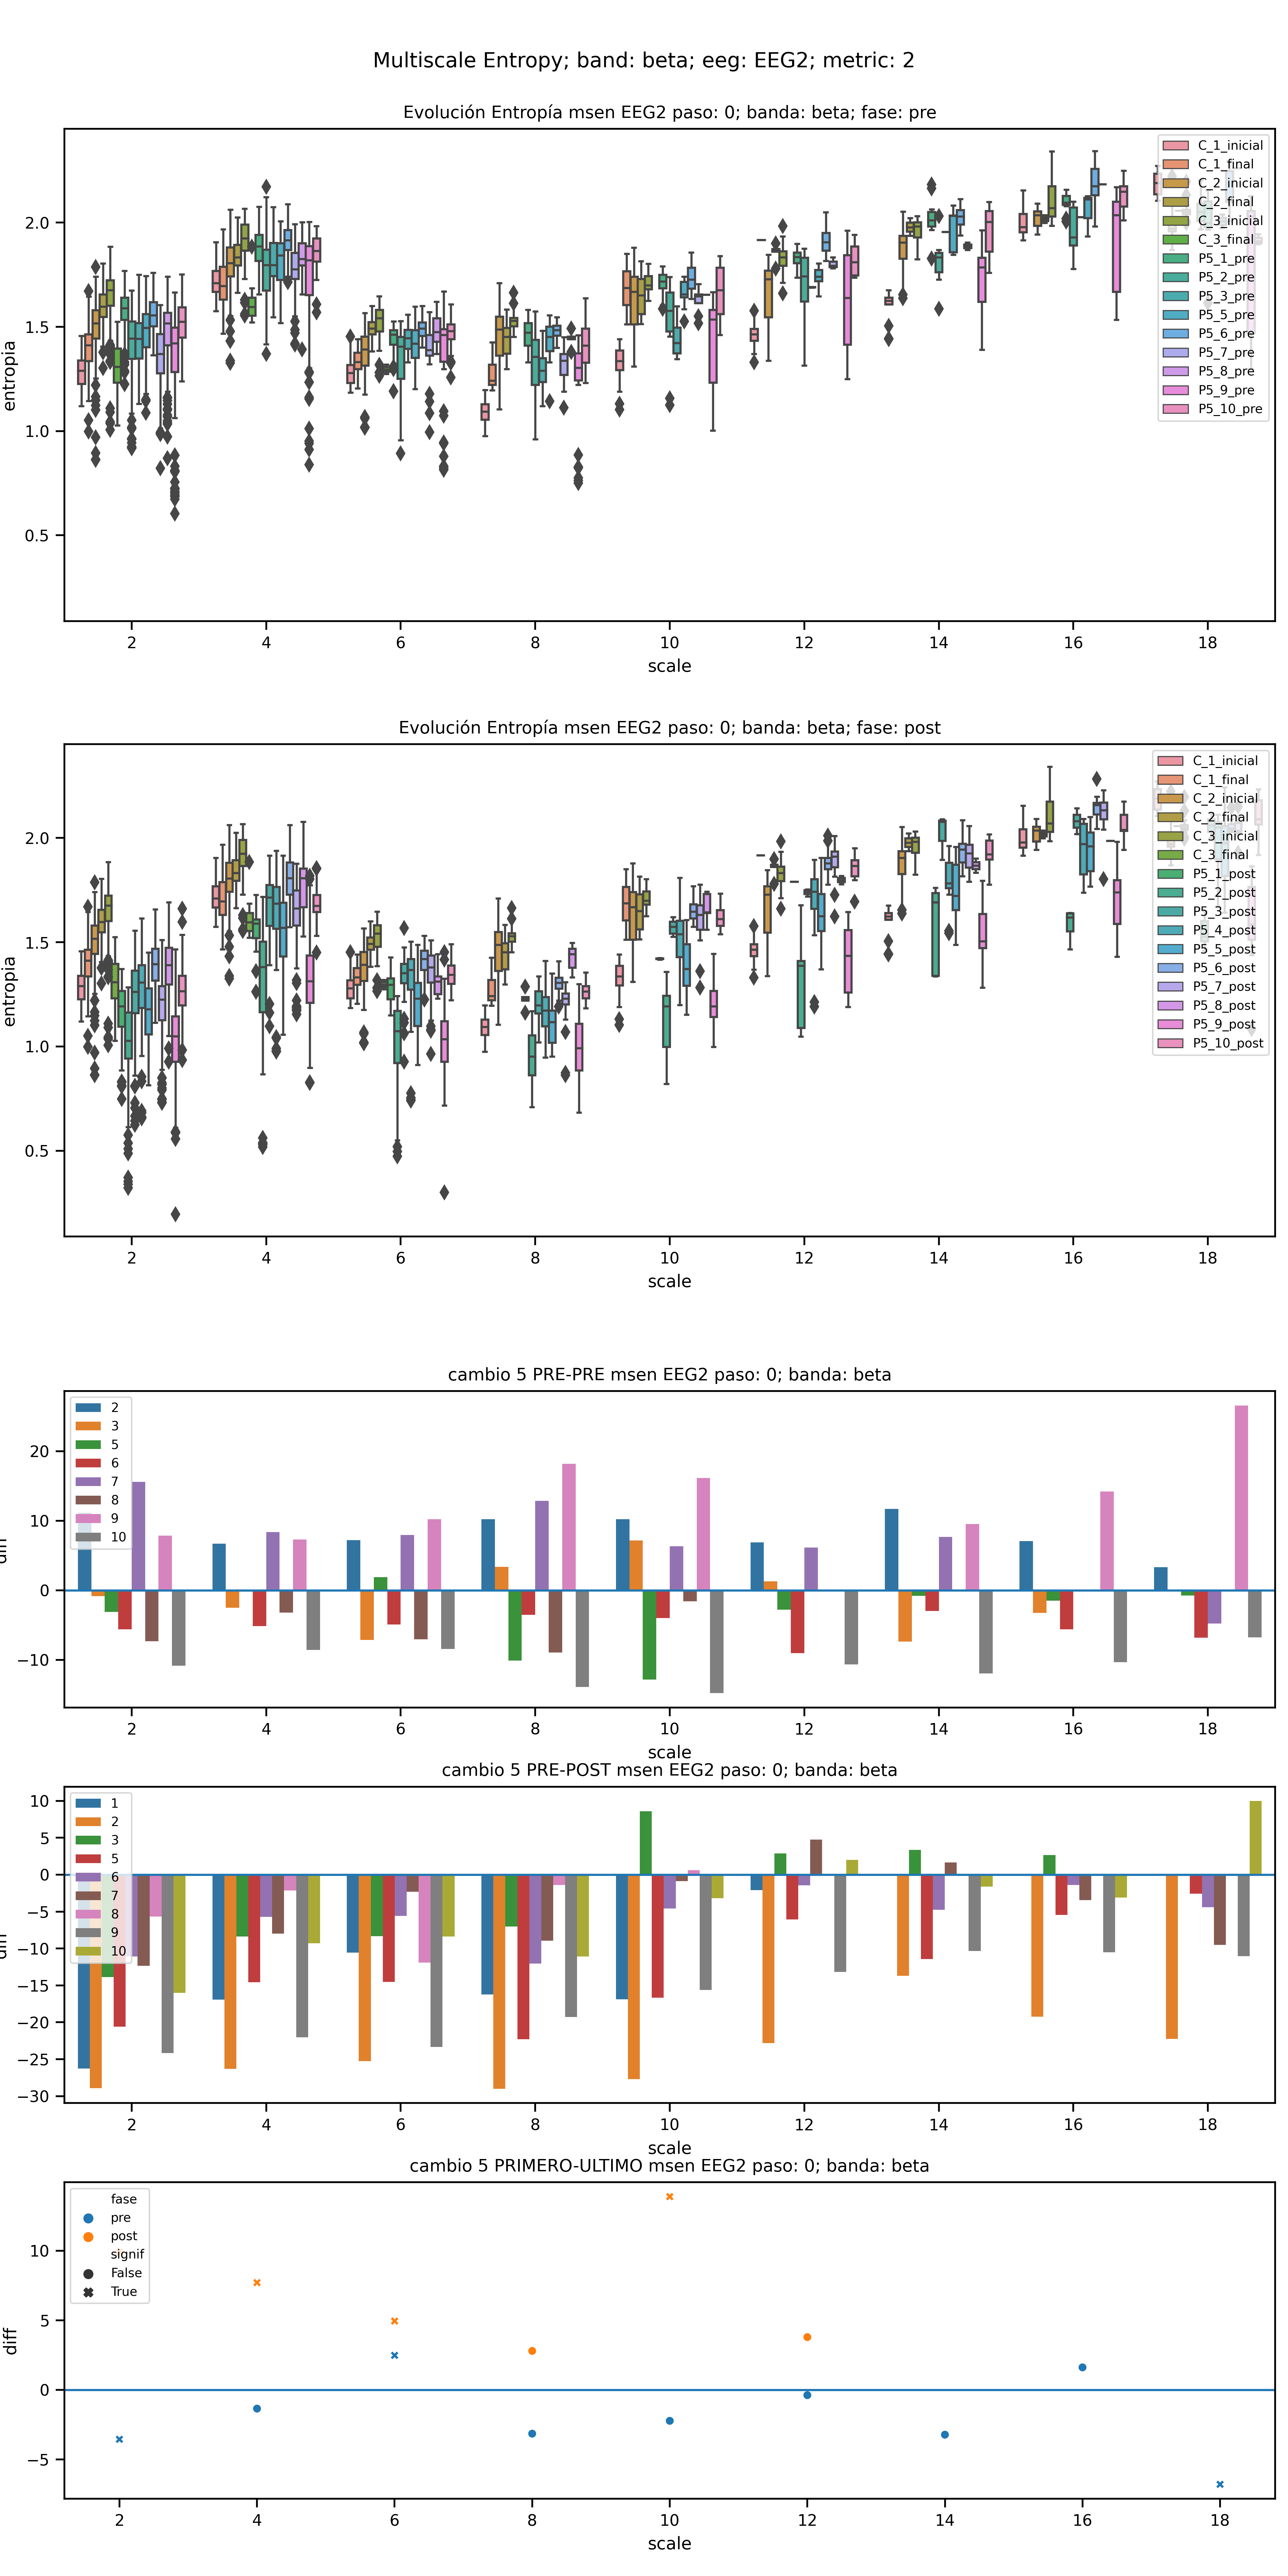 Multiscale Entropy; band: beta; eeg: EEG2; metric: 2
Evolución Entropía msen EEG2 paso: 0; banda: beta; fase: pre
entropia
2.0
1.5
1.0
0.5
C_1_inicial
C_1_final
C_2_inicial
C_2_final
C_3_inicial
C_3_final
P5_1_pre
P5_2_pre
P5_3_pre
P5_5_pre
P5_6_pre
P5_7_pre
P5_8_pre
P5_9_pre
P5_10_pre
2 4 6 8 10 12 14 16 18
scale
Evolución Entropía msen EEG2 paso: 0; banda: beta; fase: post
entropia
2.0
1.5
1.0
0.5
C_1_inicial
C_1_final
C_2_inicial
C_2_final
C_3_inicial
C_3_final
P5_1_post
P5_2_post
P5_3_post
P5_4_post
P5_5_post
P5_6_post
P5_7_post
P5_8_post
P5_9_post
P5_10_post
2 4 6 8 10 12 14 16 18
scale
cambio 5 PRE-PRE msen EEG2 paso: 0; banda: beta
diff
20
10
0
−10
2
3
5
6
7
8
9
10
2 4 6 8 10 12 14 16 18
scale
cambio 5 PRE-POST msen EEG2 paso: 0; banda: beta
diff
10
5
0
−5
−10
−15
−20
−25
−30
1
2
3
5
6
7
8
9
10
2 4 6 8 10 12 14 16 18
scale
cambio 5 PRIMERO-ULTIMO msen EEG2 paso: 0; banda: beta
diff
10
5
0
−5
fase
pre
post
signif
False
True
2 4 6 8 10 12 14 16 18
scale